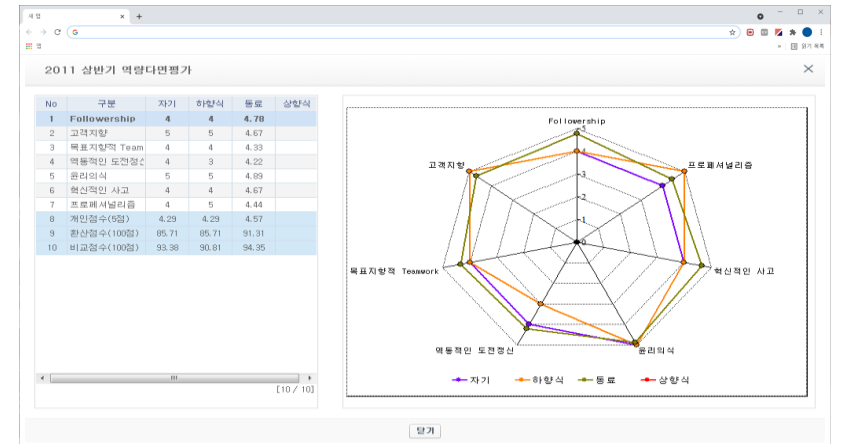 새 탭
앱
» 읽기 목록
2011 상반기 역량다면평가
No 구분 자기 하향식 동료 상향식
1 Followership 4 4 4.78
2 고객지향 5 5 4.67
3 목표지향적 Team 4 4 4.33
4 역동적인 도전정신 4 3 4.22
5 윤리의식 5 5 4.89
6 혁신적인 사고 4 4 4.67
7 프로페셔널리즘 4 5 4.44
8 개인점수(5점) 4.29 4.29 4.57
9 환산점수(100점) 85.71 85.71 91.31
10 비교점수(100점) 93.38 90.81 94.35
[10 / 10]
Followership
5
고객지향
4
프로페셔널리즘
3
2
1
0
목표지향적 Teamwork
혁신적인 사고
역동적인 도전정신
윤리의식
자기 하향식 동료 상향식
닫기